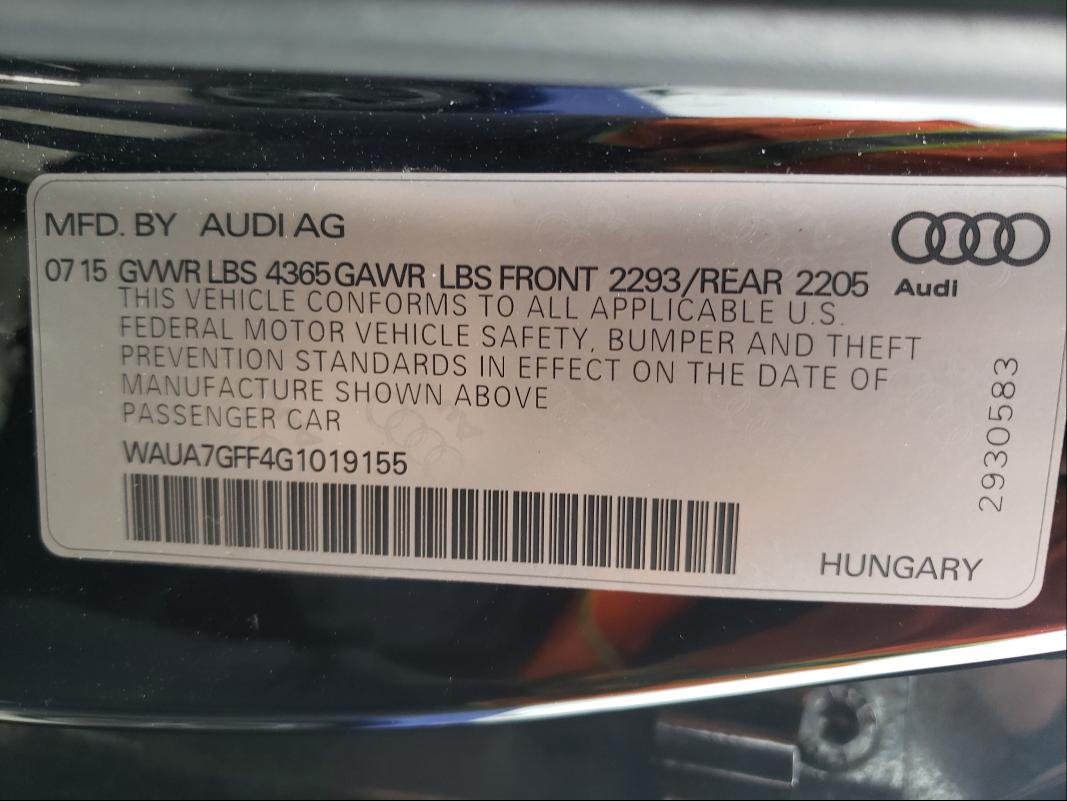 MFD. BY AUDI AG
Audi
07 15 GVWR LBS 4365 GAWR LBS FRONT 2293/REAR 2205
THIS VEHICLE CONFORMS TO ALL APPLICABLE U.S.
FEDERAL MOTOR VEHICLE SAFETY, BUMPER AND THEFT
PREVENTION STANDARDS IN EFFECT ON THE DATE OF
MANUFACTURE SHOWN ABOVE
PASSENGER CAR
WAUA7GFF4G1019155
2930583
HUNGARY